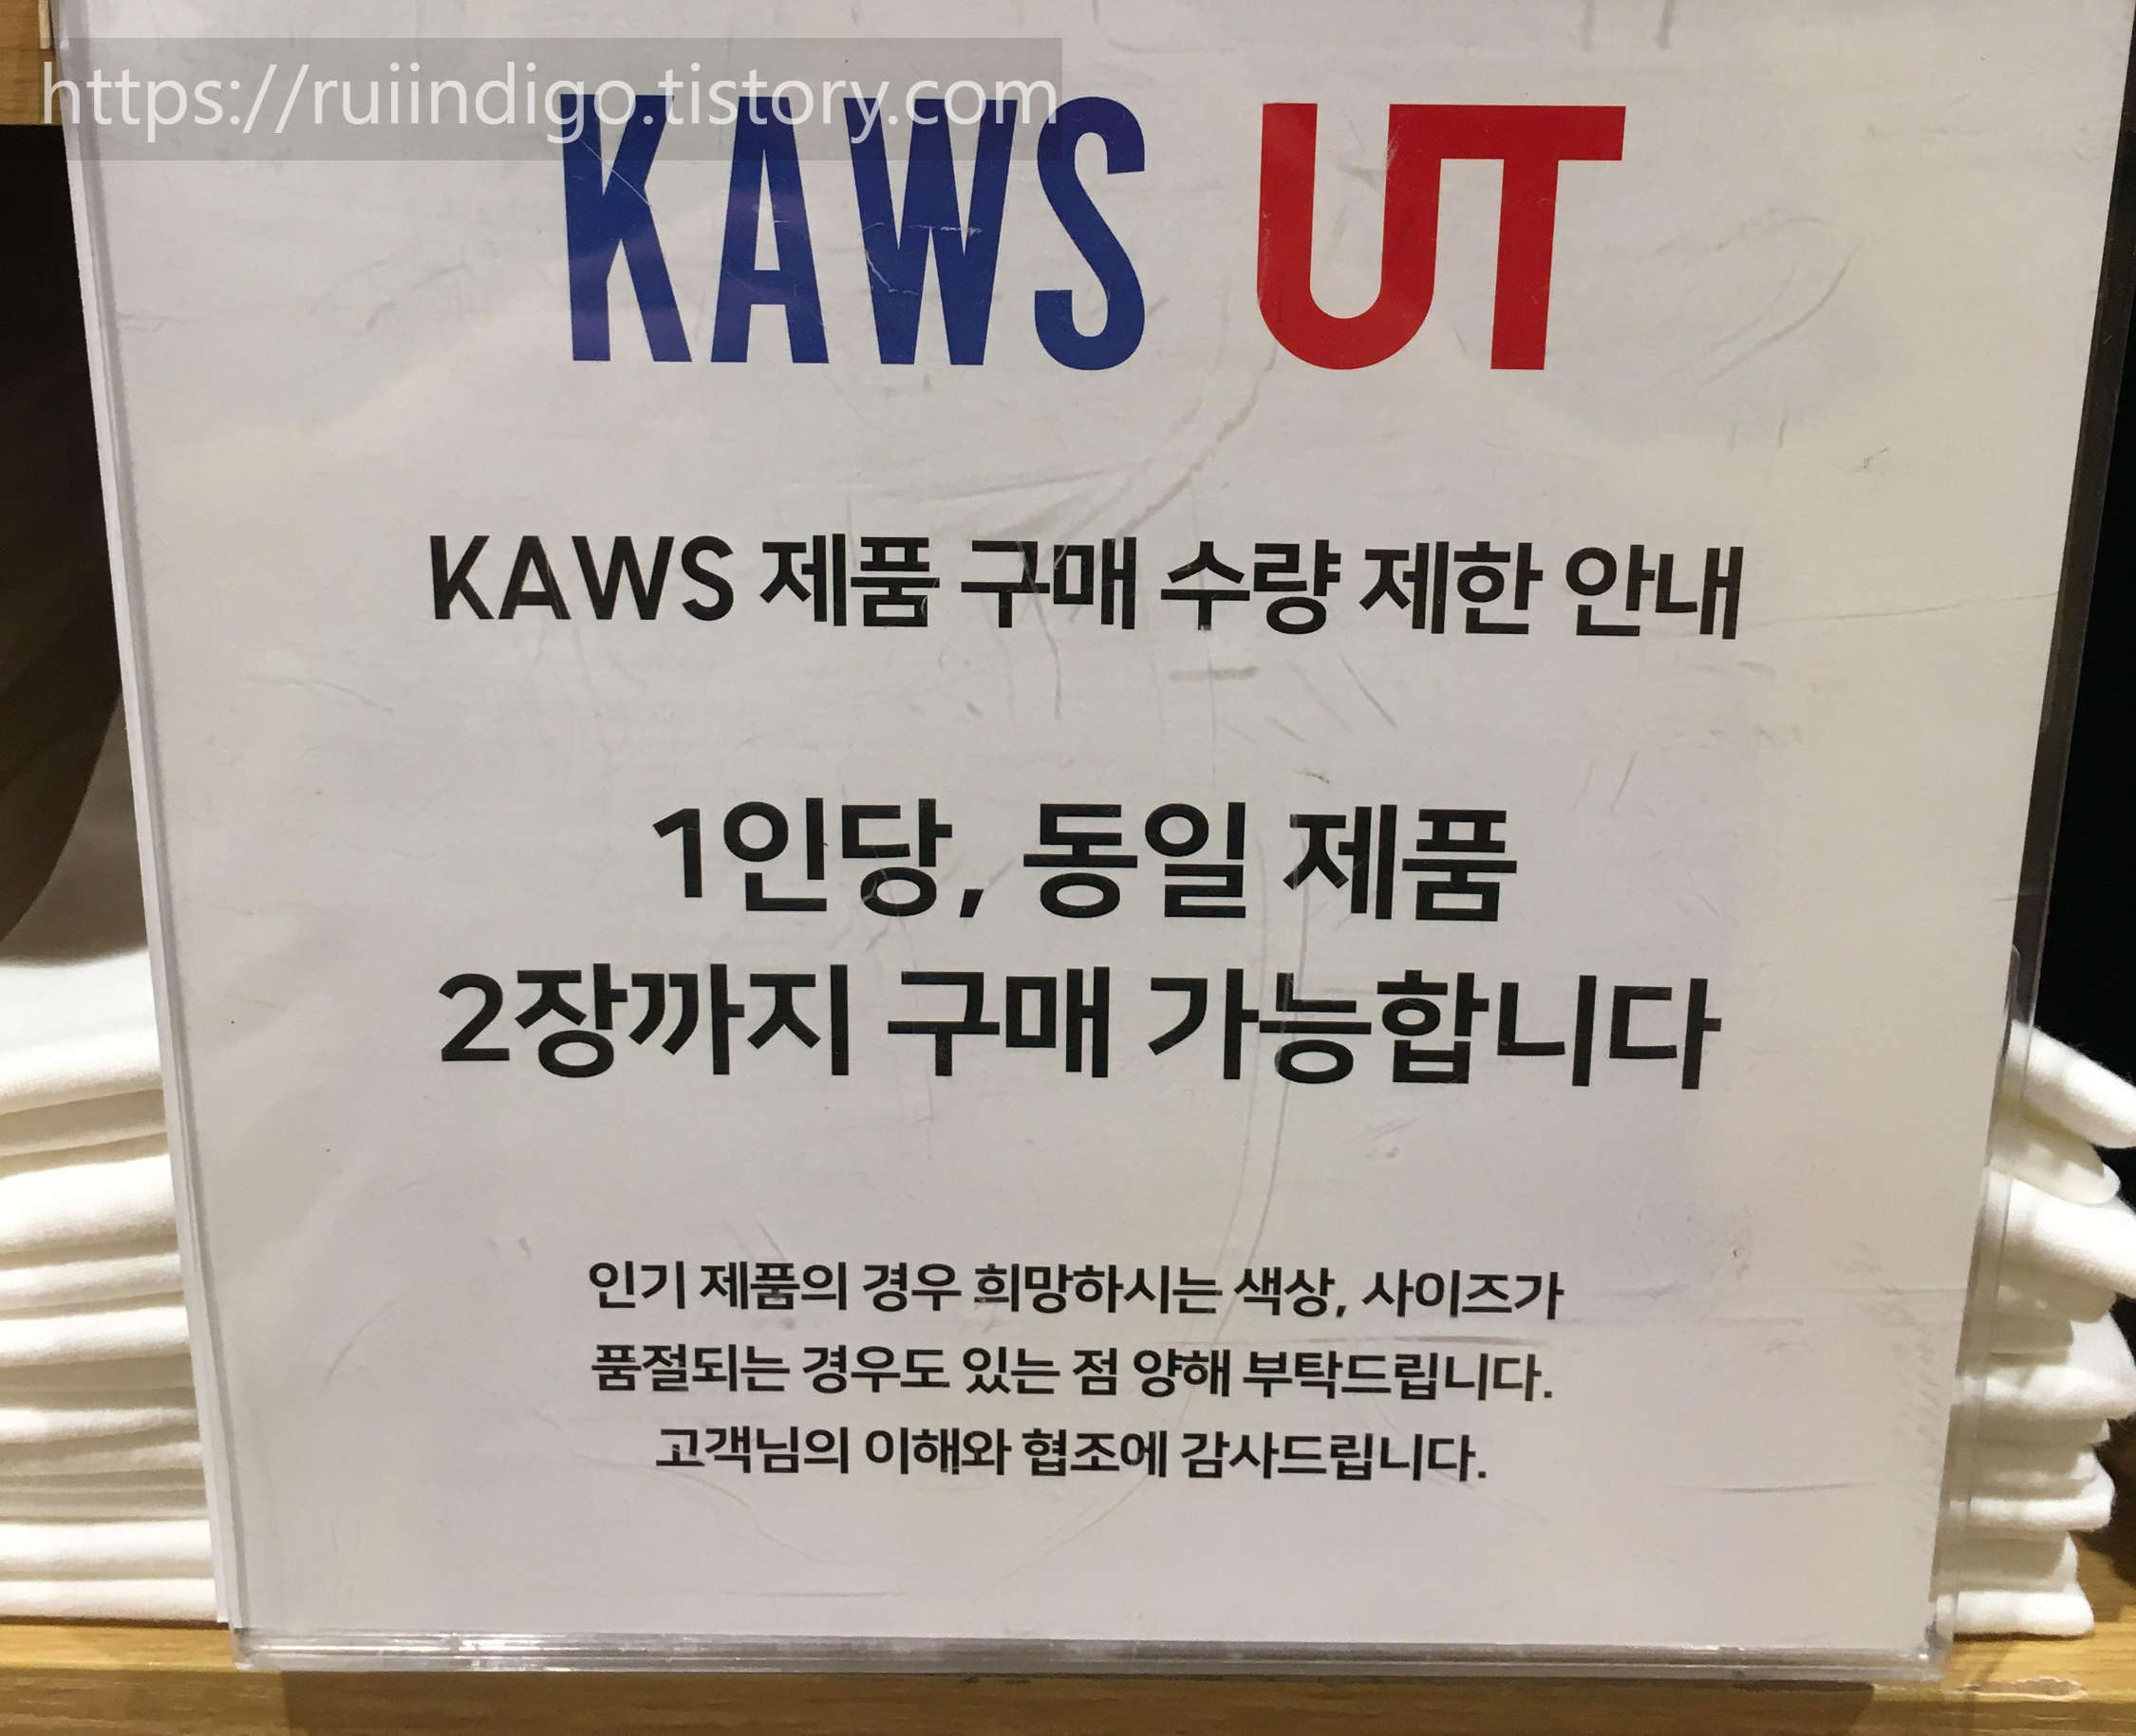 https://ruiindigo.tistory.com
KAWS UT
KAWS 제품 구매 수량 제한 안내
1인당, 동일 제품
2장까지 구매 가능합니다
인기 제품의 경우 희망하시는 색상, 사이즈가
품절되는 경우도 있는 점 양해 부탁드립니다.
고객님의 이해와 협조에 감사드립니다.